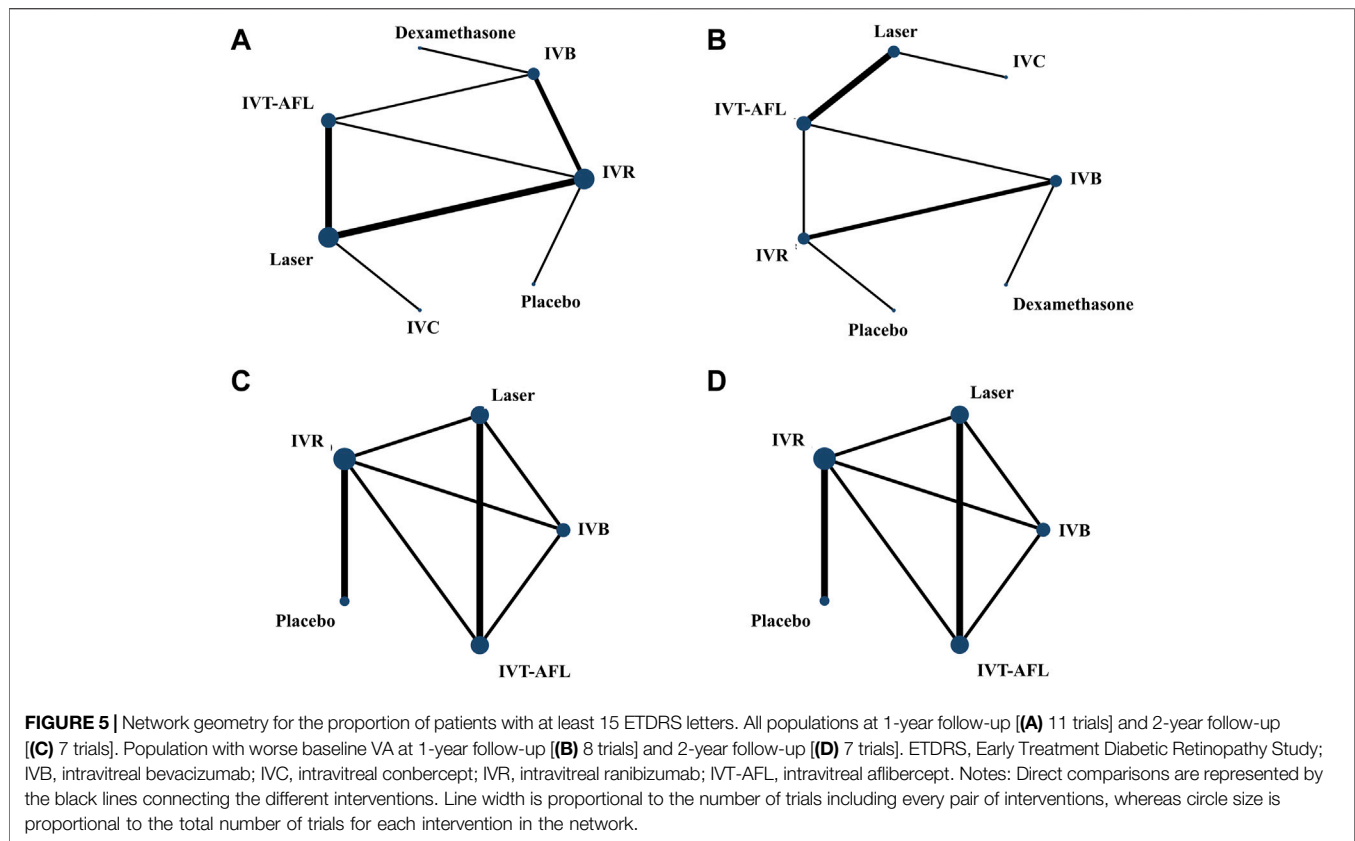 A
Dexamethasone
IVB
IVT-AFL
IVR
Laser
Placebo
IVC
B
Laser
IVC
IVT-AFL
IVB
IVR
Dexamethasone
Placebo
C
Laser
IVR
IVB
Placebo
IVT-AFL
D
Laser
IVR
IVB
Placebo
IVT-AFL
FIGURE 5 | Network geometry for the proportion of patients with at least 15 ETDRS letters. All populations at 1-year follow-up [(A) 11 trials] and 2-year follow-up
[(C) 7 trials]. Population with worse baseline VA at 1-year follow-up [(B) 8 trials] and 2-year follow-up [(D) 7 trials]. ETDRS, Early Treatment Diabetic Retinopathy Study;
IVB, intravitreal bevacizumab; IVC, intravitreal conbercept; IVR, intravitreal ranibizumab; IVT-AFL, intravitreal aflibercept. Notes: Direct comparisons are represented by
the black lines connecting the different interventions. Line width is proportional to the number of trials including every pair of interventions, whereas circle size is
proportional to the total number of trials for each intervention in the network.